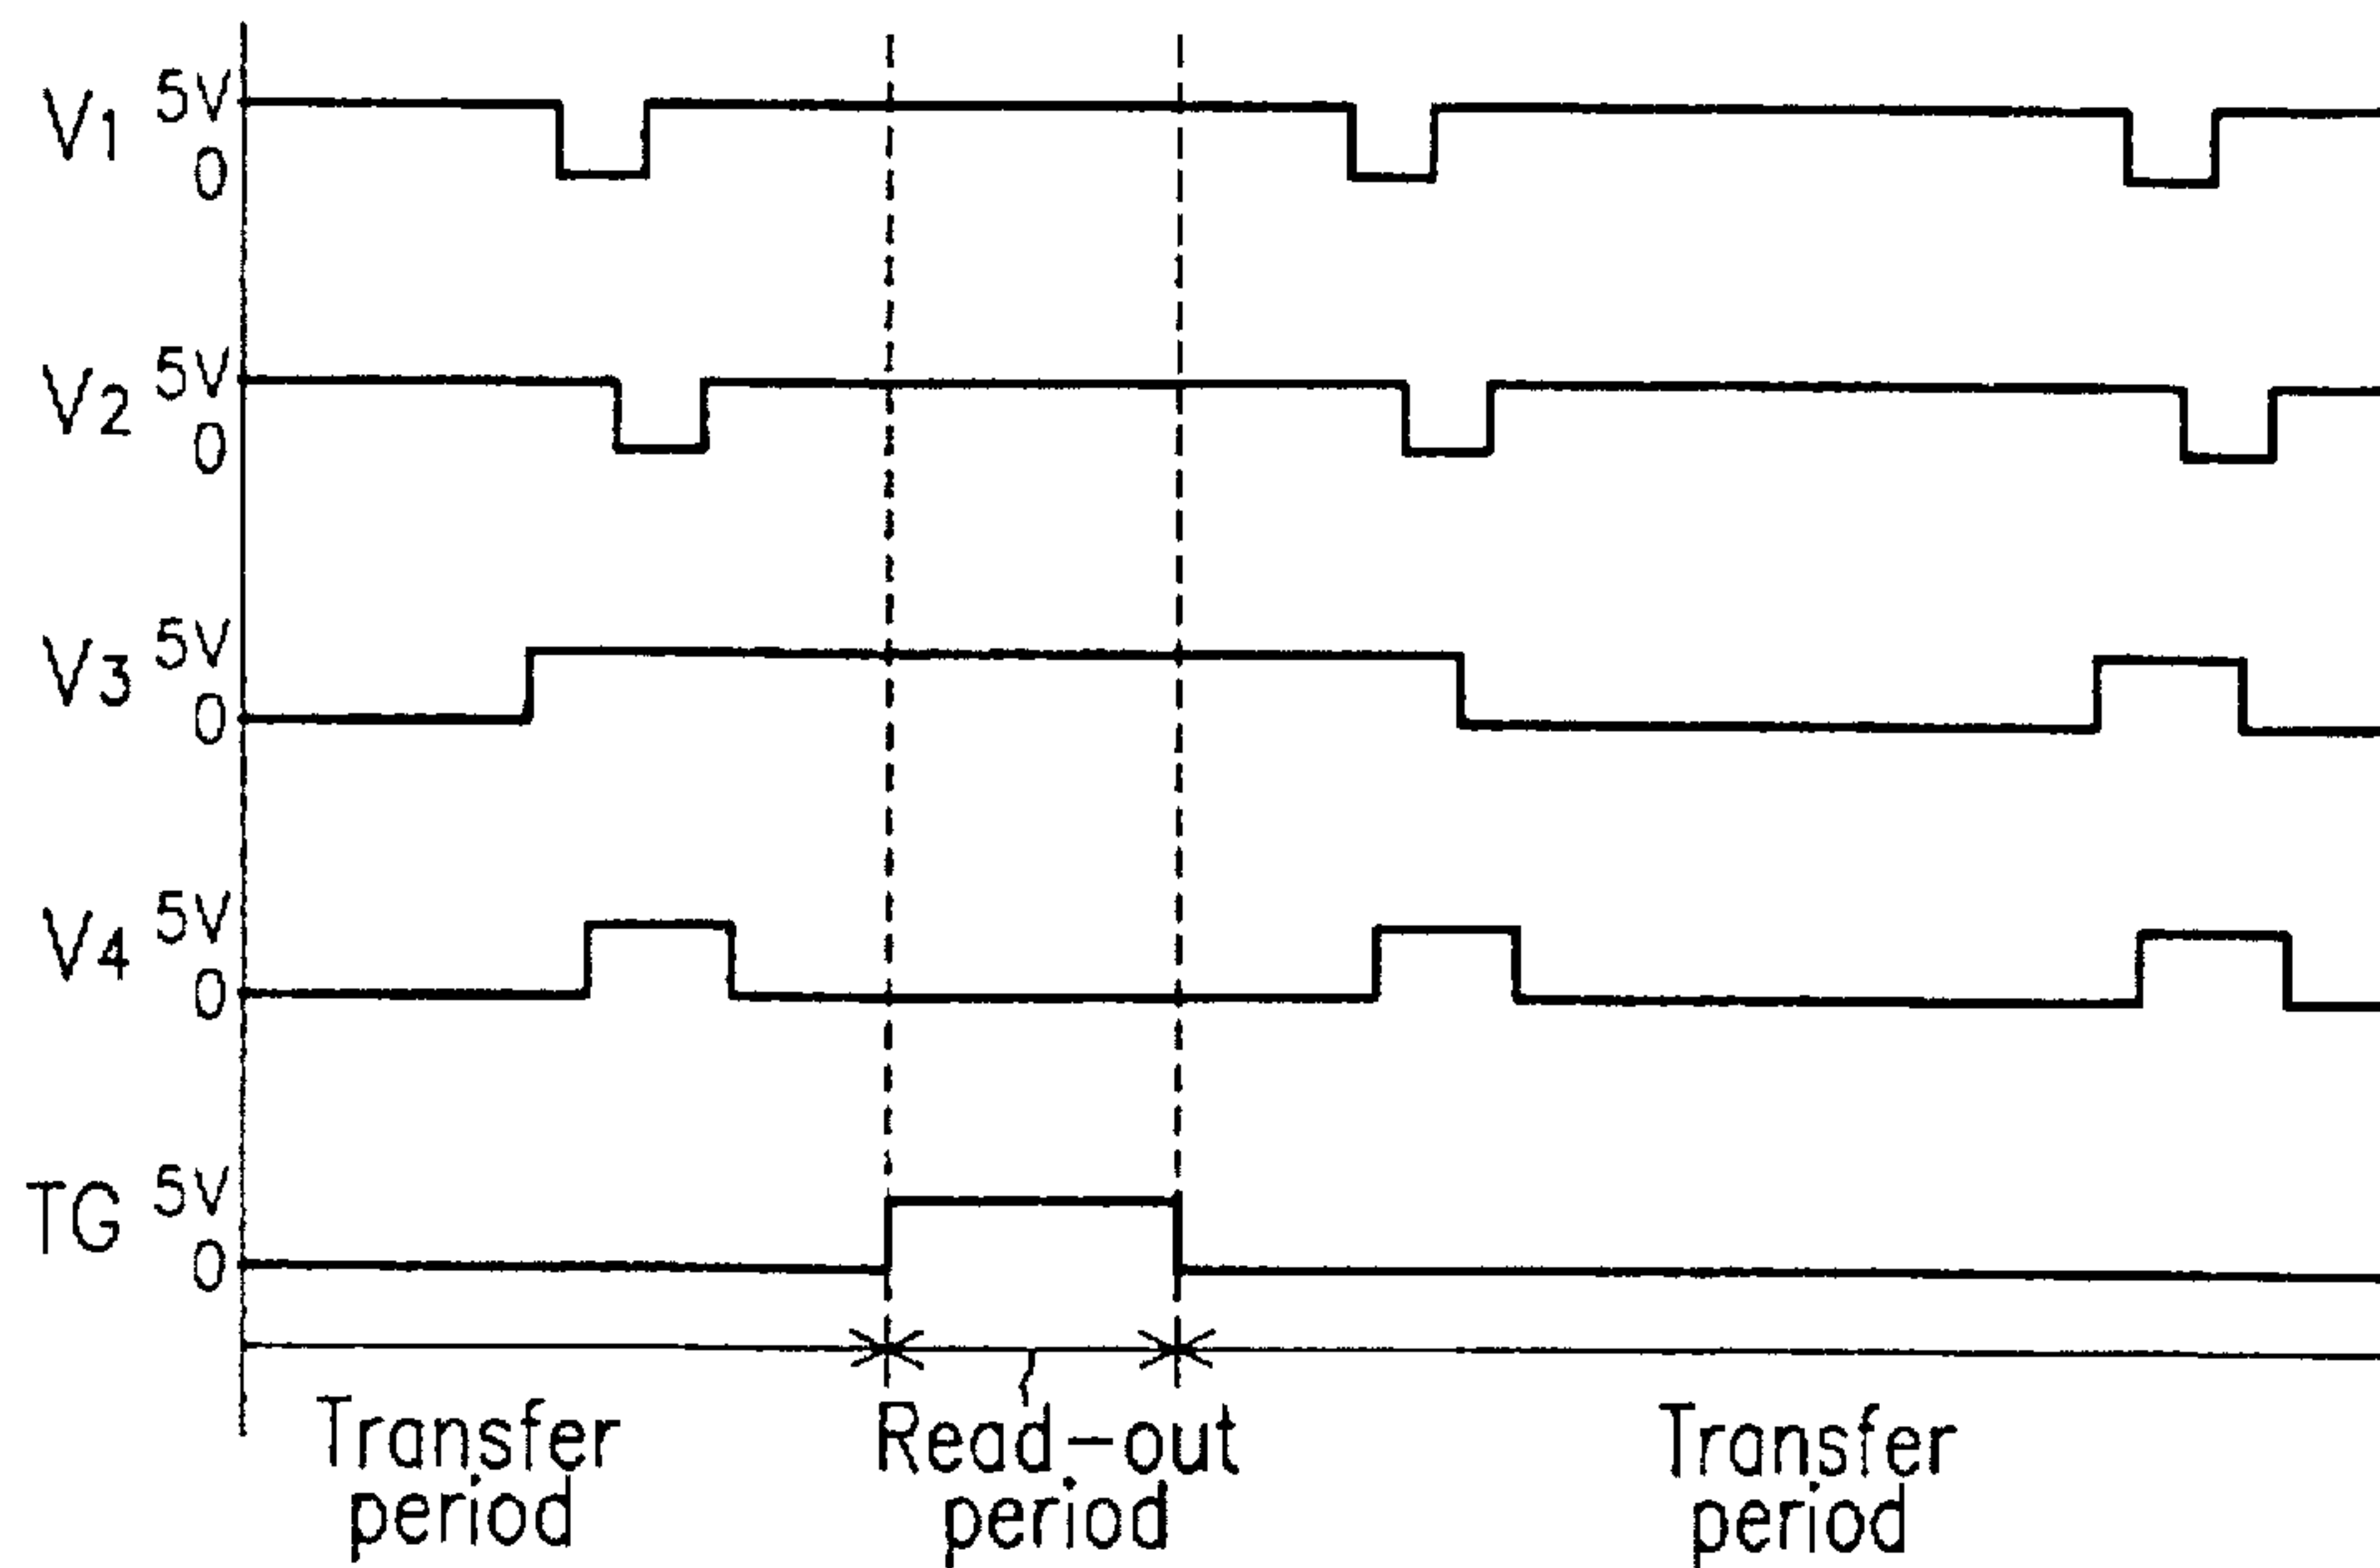 V1 5V
0
V2 5V
0
V3 5V
0
V4 5V
0
TG 5V
0
Transfer period
Read-out period
Transfer period